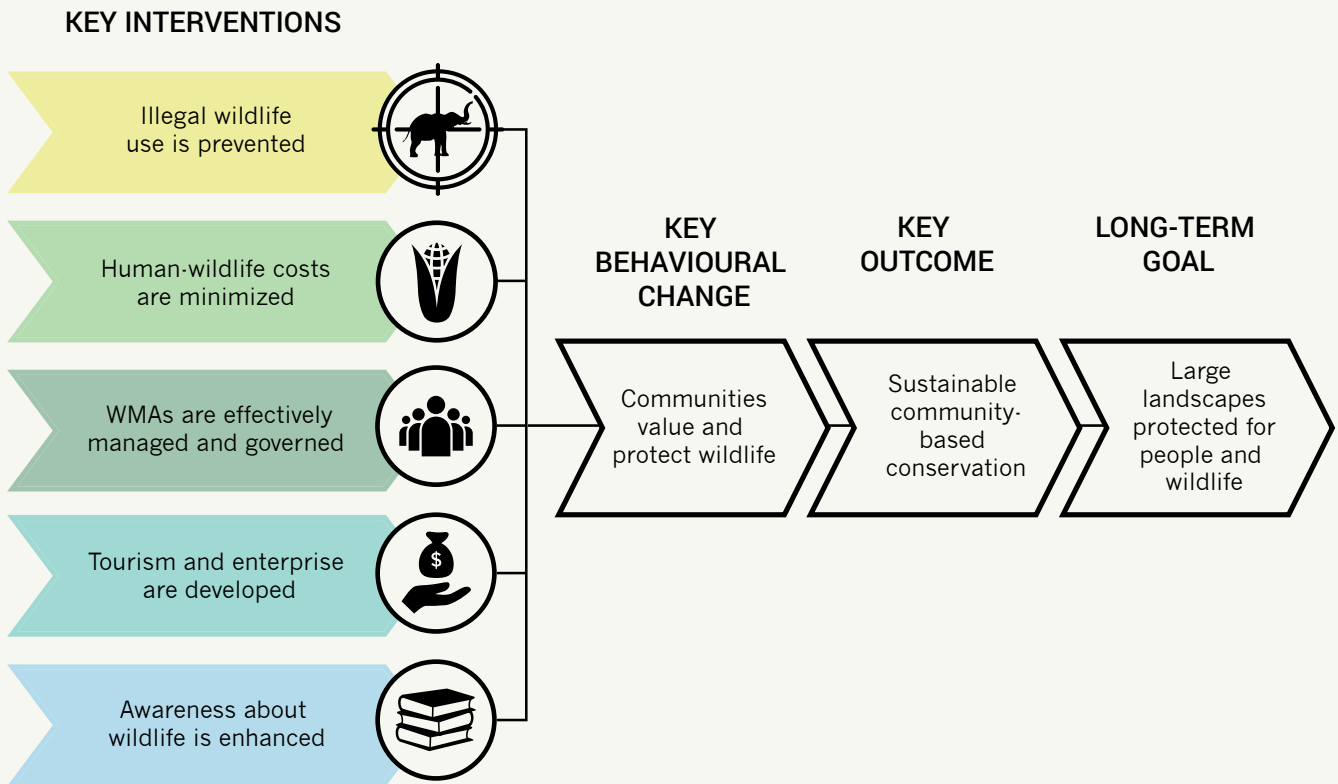 KEY INTERVENTIONS
Illegal wildlife
use is prevented
Human-wildlife costs
are minimized
WMAs are effectively
managed and governed
Tourism and enterprise
are developed
$
Awareness about
wildlife is enhanced
KEY
BEHAVIOURAL
CHANGE
Communities
value and
protect wildlife
KEY
OUTCOME
Sustainable
community-
based
conservation
LONG-TERM
GOAL
Large
landscapes
protected for
people and
wildlife